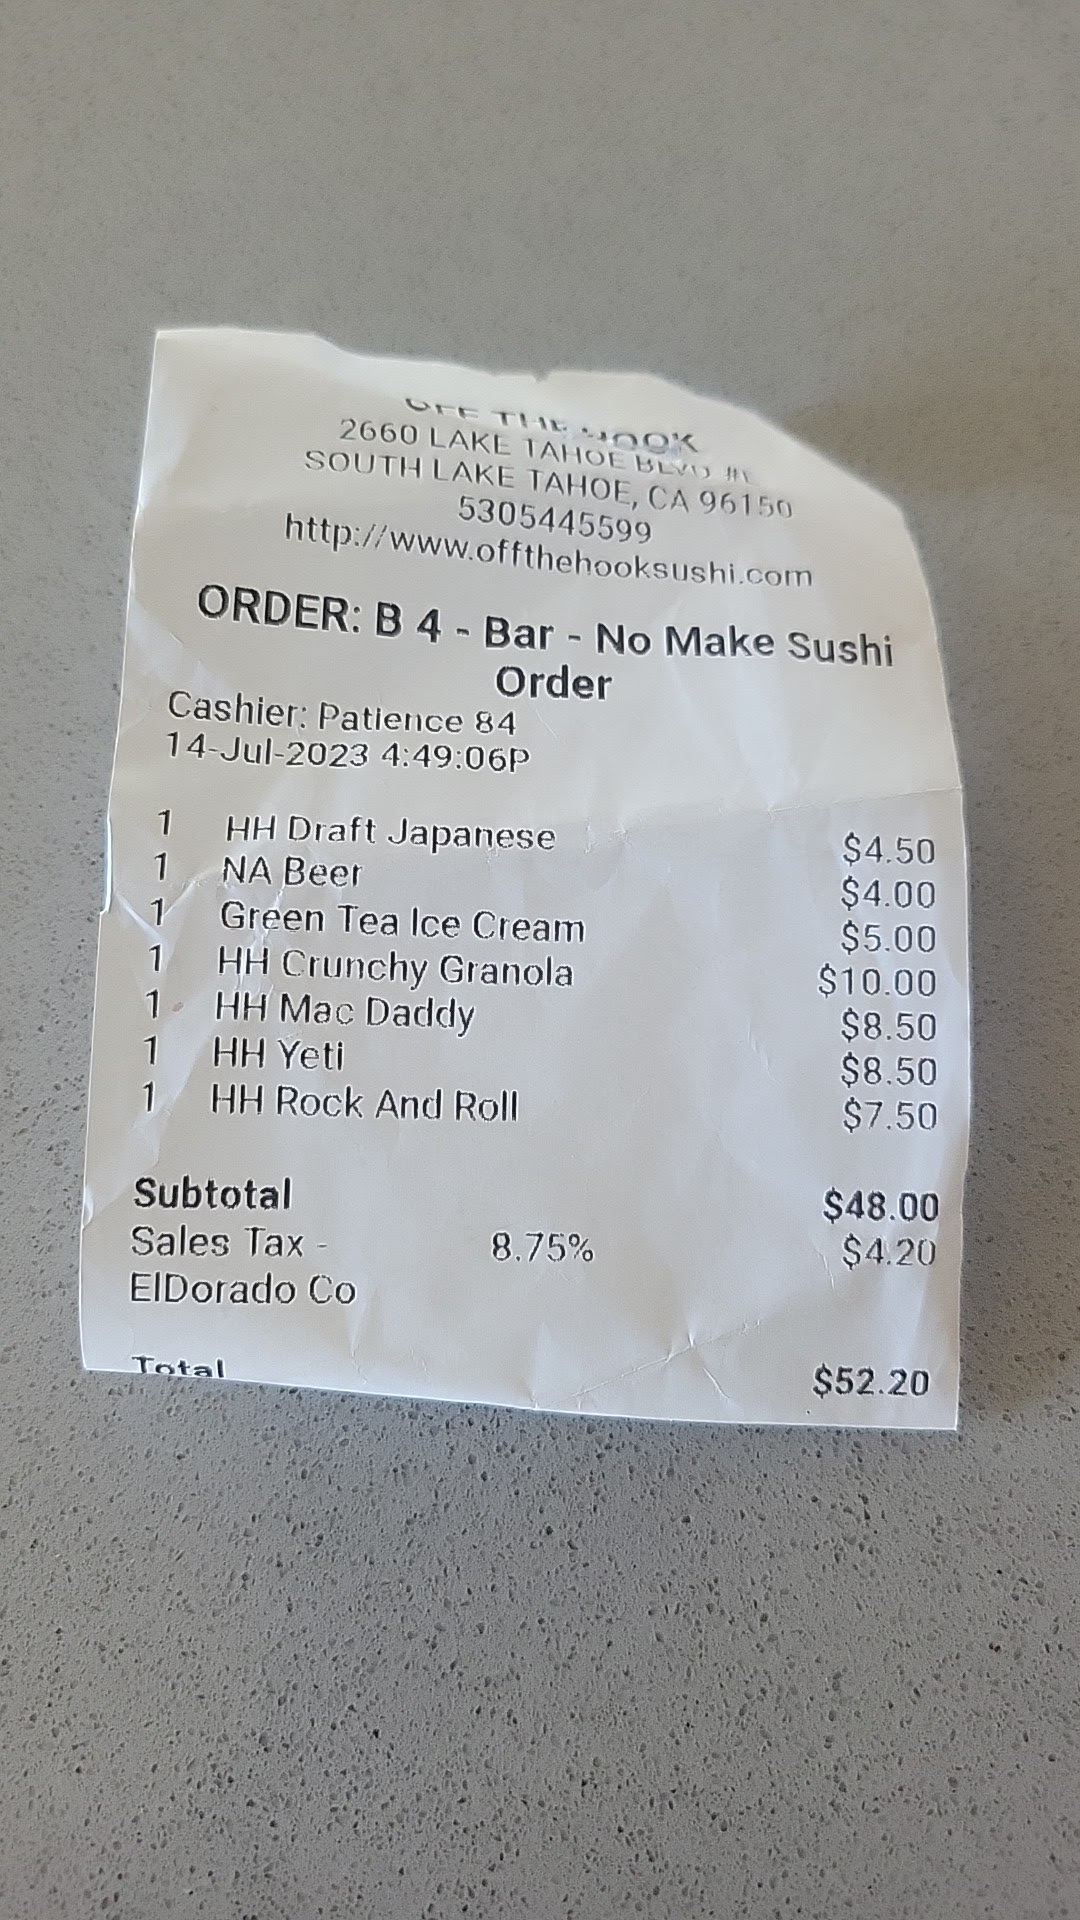 OFF THE HOOK
2660 LAKE TAHOE BLVD
SOUTH LAKE TAHOE, CA 96150
5305445599
http://www.offthehooksushi.com
ORDER: B 4 - Bar - No Make Sushi
Order
Cashier: Patience 84
14-Jul-2023 4:49:06P
1 HH Draft Japanese $4.50
1 NA Beer $4.00
1 Green Tea Ice Cream $5.00
1 HH Crunchy Granola $10.00
1 HH Mac Daddy $8.50
1 HH Yeti $8.50
1 HH Rock And Roll $7.50
Subtotal $48.00
Sales Tax - 8.75% $4.20
ElDorado Co
Total $52.20